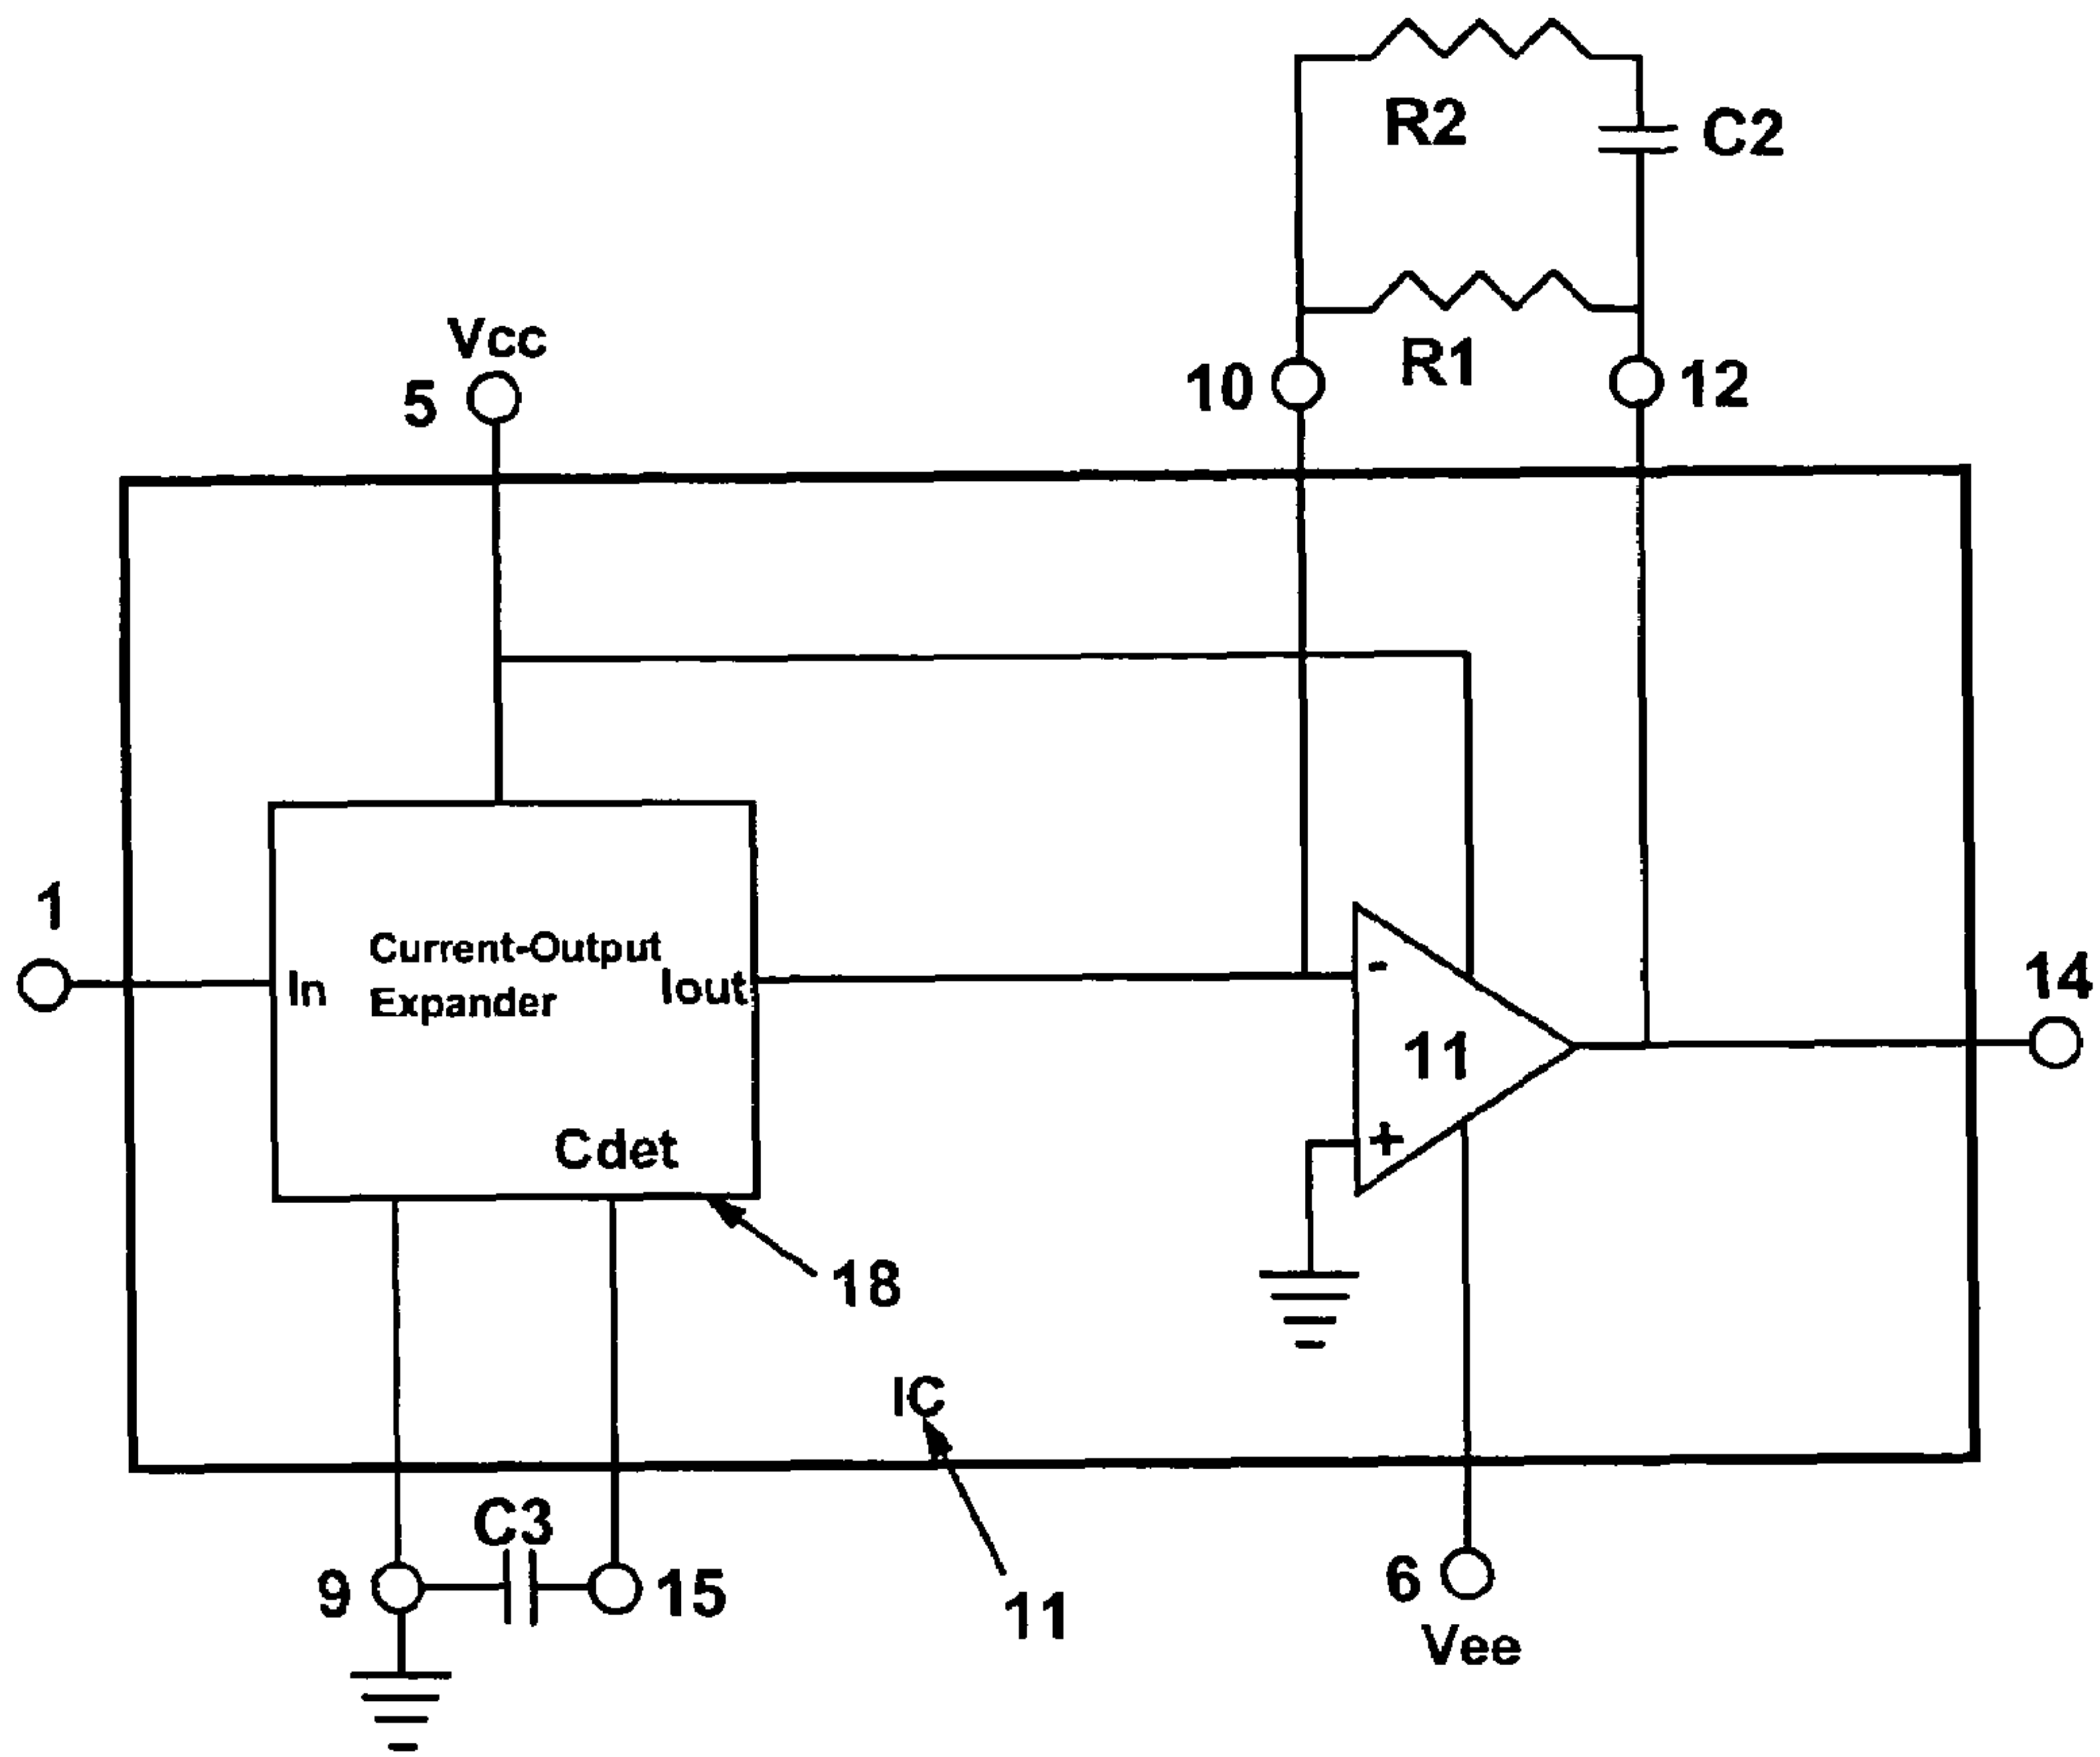 R2
C2
R1
Vcc
5
10
12
1
In
Current-Output
Expander
Iout
Cdet
-
11
+
14
18
IC
11
C3
9
15
6
Vee